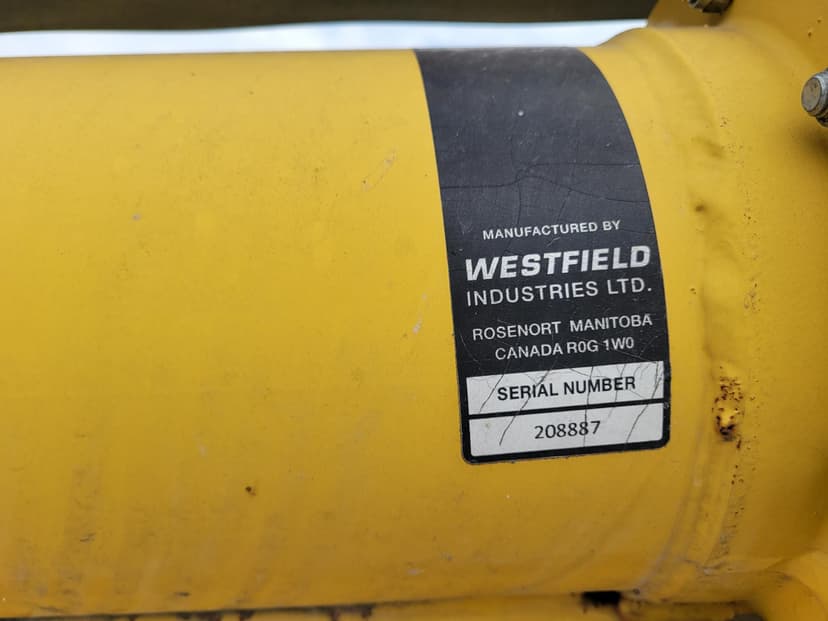 MANUFACTURED BY
WESTFIELD
INDUSTRIES LTD.
ROSENORT MANITOBA
CANADA R0G 1W0
SERIAL NUMBER
208887